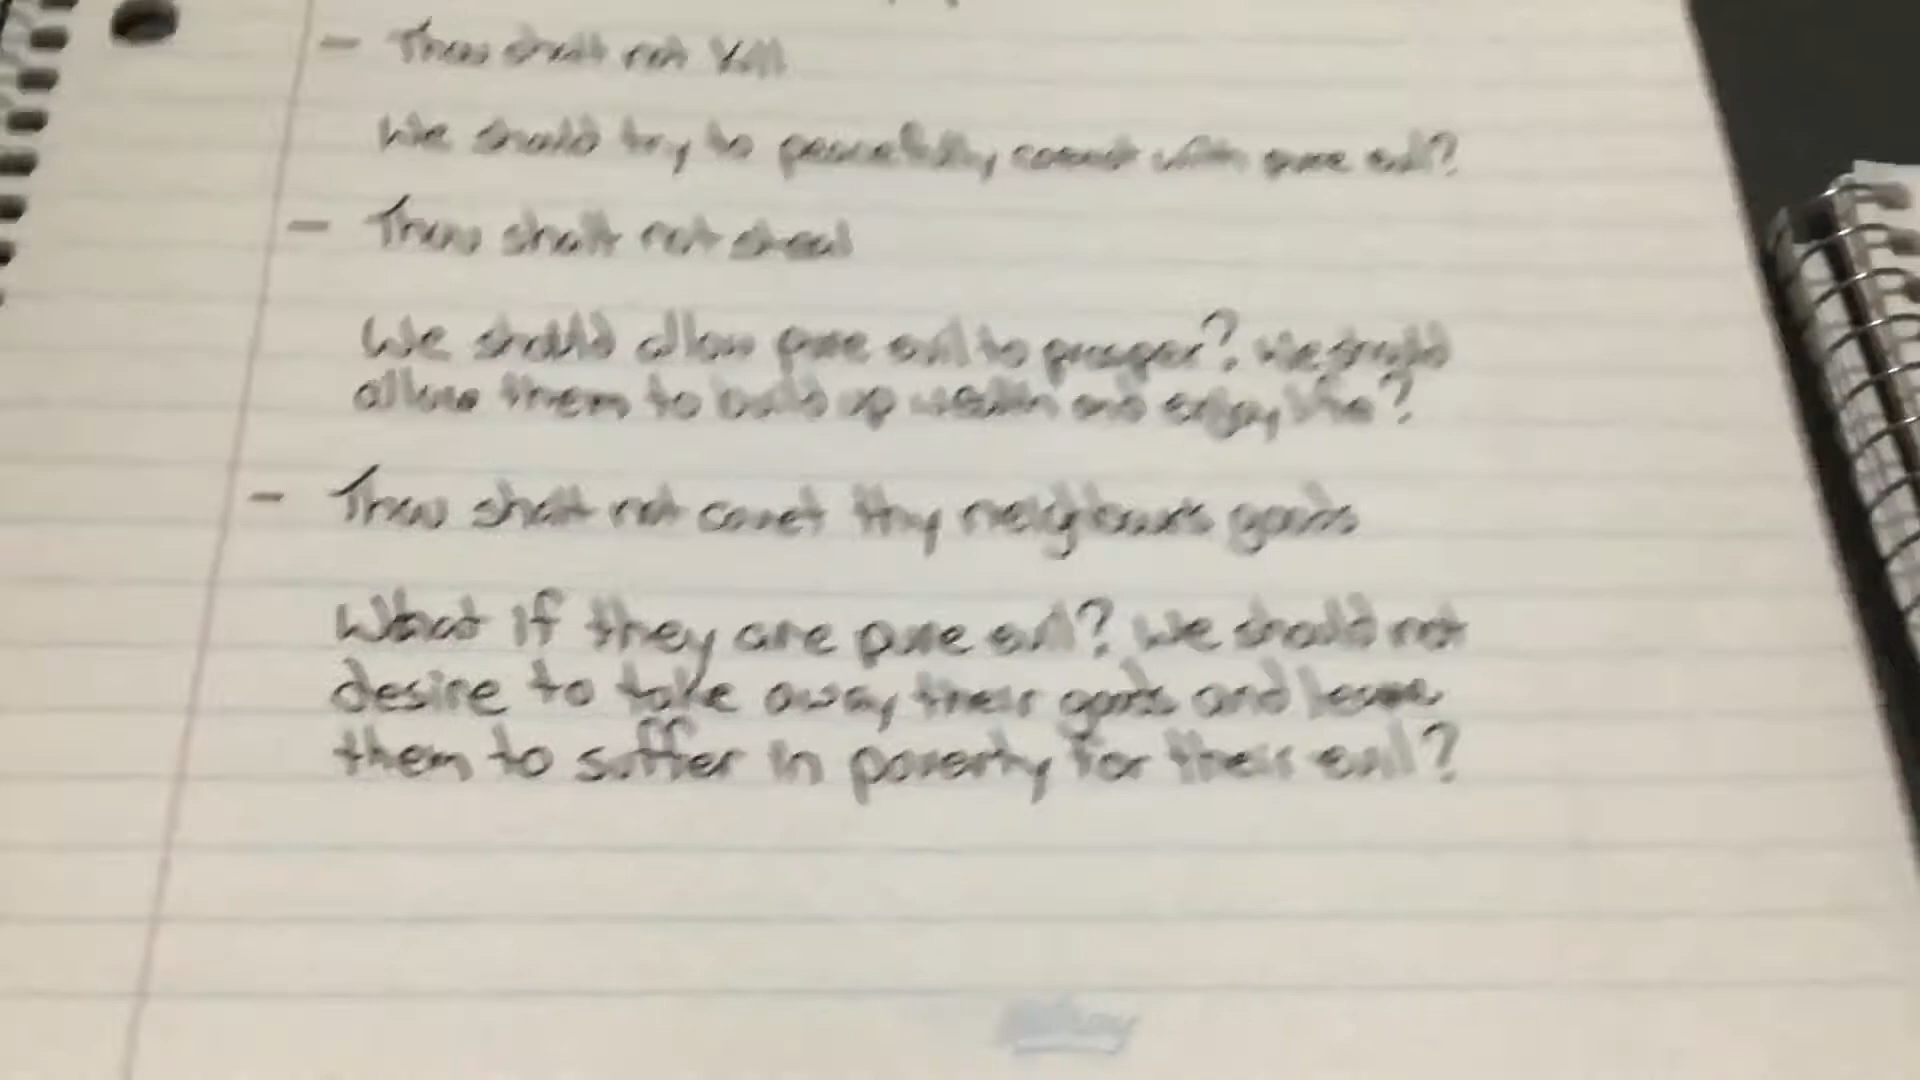 - Thou shalt not kill
We should try to peacefully coexist with pure evil?
- Thou shalt not steal
We should allow pure evil to prosper? We should
allow them to build up wealth and enjoy life?
- Thou shalt not covet thy neighbours goods
What if they are pure evil? We should not
desire to take away their goods and leave
them to suffer in poverty for their evil?